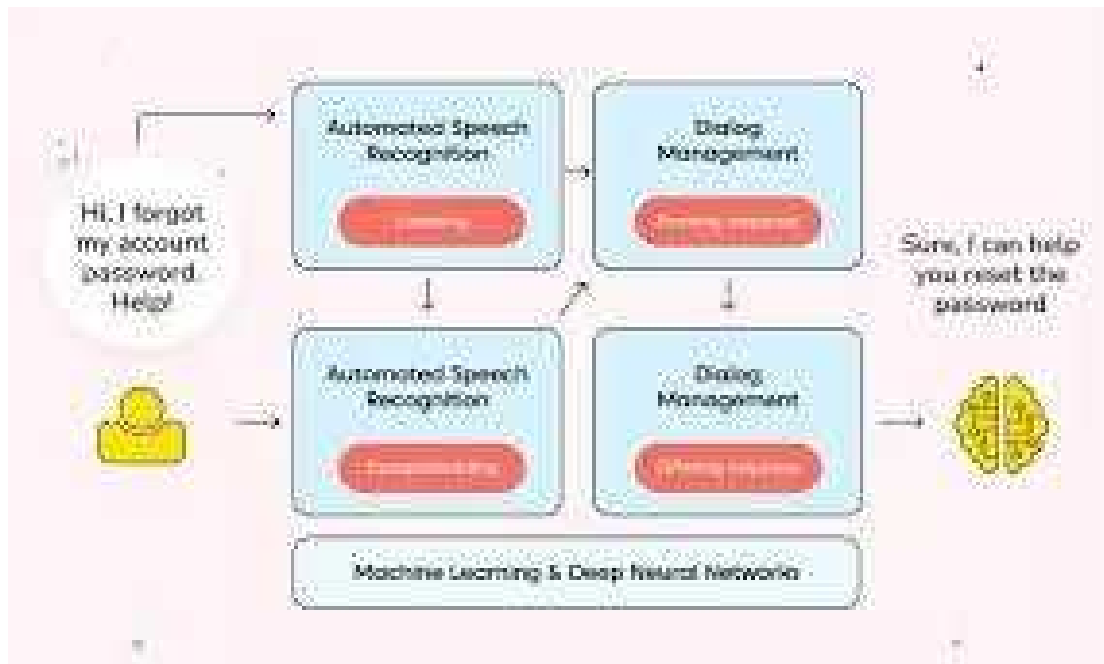 Hi, I forgot
my account
password.
Help!
Automated Speech
Recognition
Dialog
Management
Automated Speech
Recognition
Dialog
Management
Sure, I can help
you reset the
password
Machine Learning & Deep Neural Networks